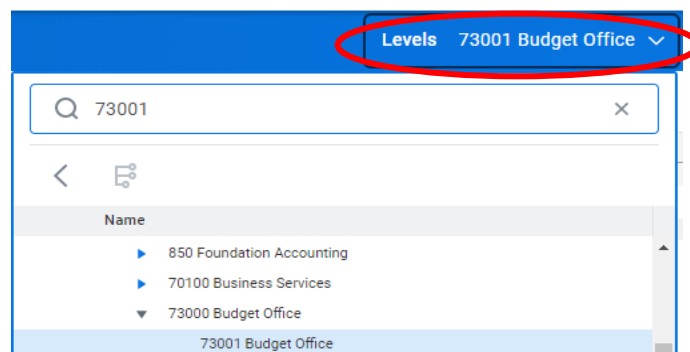 Levels 73001 Budget Office
73001
Name
850 Foundation Accounting
70100 Business Services
73000 Budget Office
73001 Budget Office